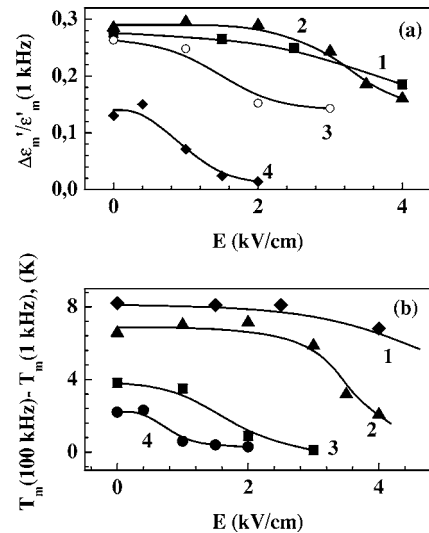 (a)
Δε_m'/ε'_m (1 kHz)
0,3
0,2
0,1
0,0
2
1
3
4
0 2 4
E (kV/cm)
(b)
T_m(100 kHz)- T_m(1 kHz), (K)
8
4
0
1
2
3
4
0 2 4
E (kV/cm)